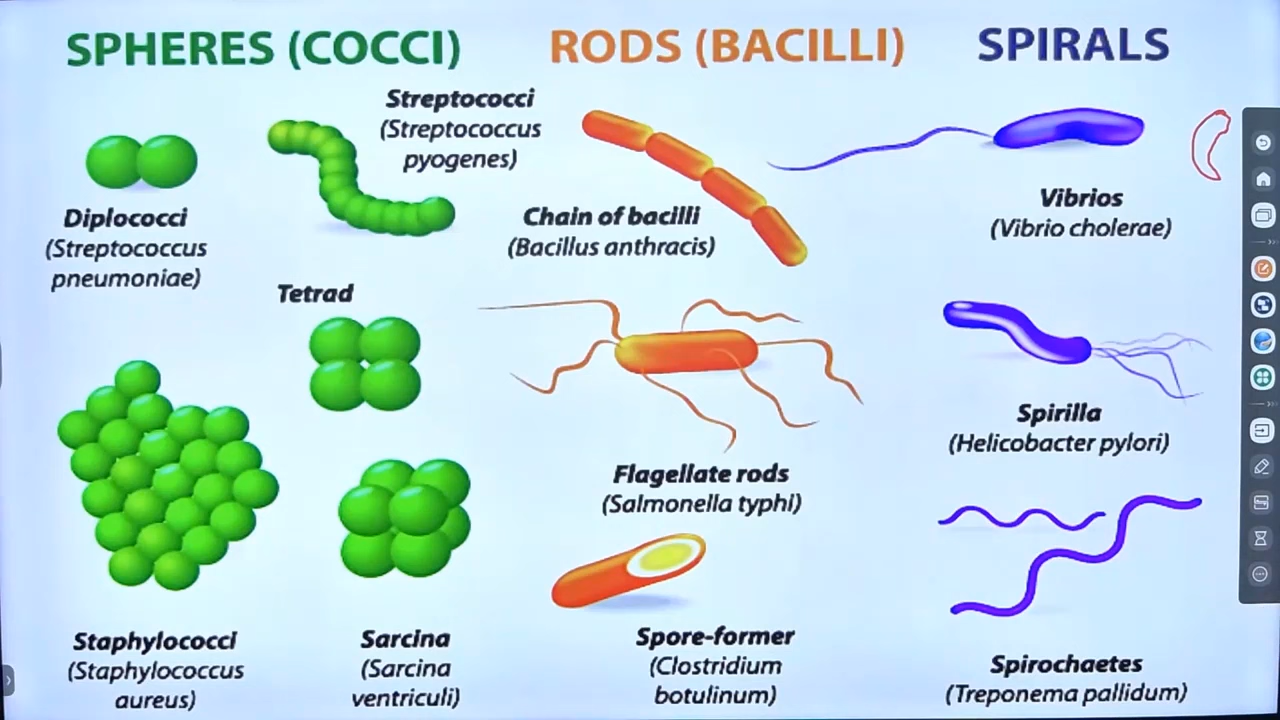 SPHERES (COCCI)
RODS (BACILLI)
SPIRALS
Diplococci
(Streptococcus
pneumoniae)
Streptococci
(Streptococcus
pyogenes)
Tetrad
Staphylococci
(Staphylococcus
aureus)
Sarcina
(Sarcina
ventriculi)
Chain of bacilli
(Bacillus anthracis)
Flagellate rods
(Salmonella typhi)
Spore-former
(Clostridium
botulinum)
Vibrios
(Vibrio cholerae)
Spirilla
(Helicobacter pylori)
Spirochaetes
(Treponema pallidum)